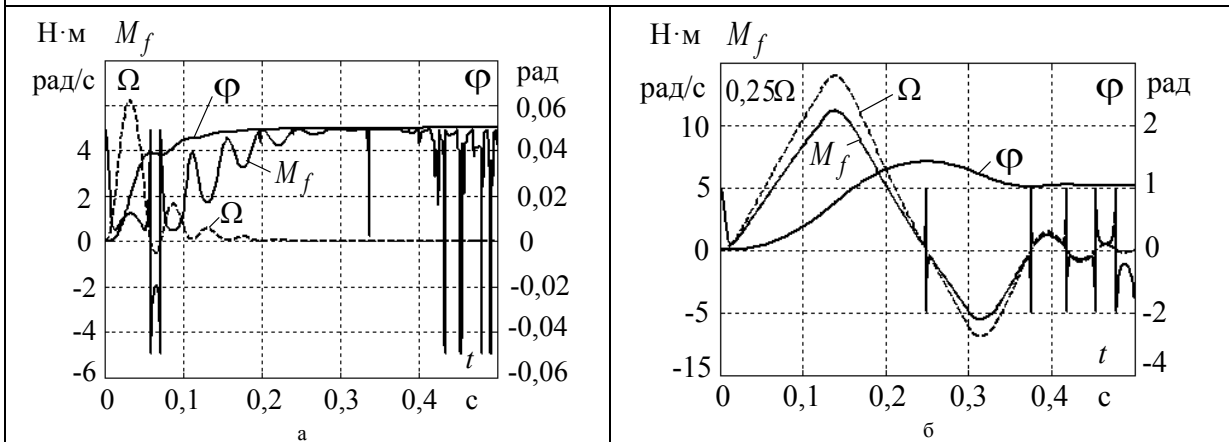 Н·м M_f
рад/с Ω φ φ рад
4
2
0
-2
-4
-6
M_f
Ω
0,06
0,04
0,02
0
-0,02
-0,04
-0,06
t
0 0,1 0,2 0,3 0,4 с
а
Н·м M_f
рад/с 0,25Ω Ω φ рад
10
5
0
-5
-15
M_f
φ
2
1
0
-2
-4
t
0 0,1 0,2 0,3 с
б